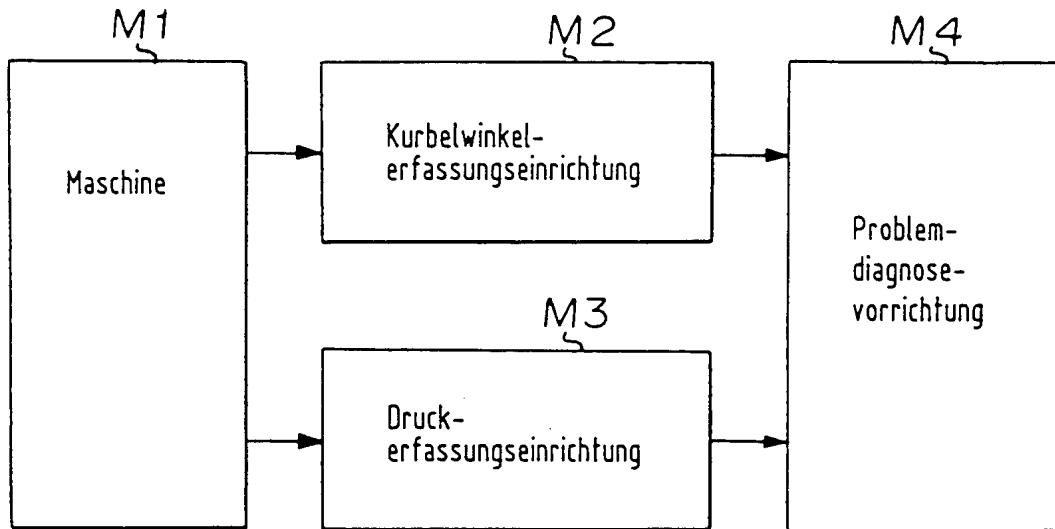 M1
M2
M4
Maschine
Kurbelwinkel-
erfassungseinrichtung
Problem-
diagnose-
vorrichtung
M3
Druck-
erfassungseinrichtung